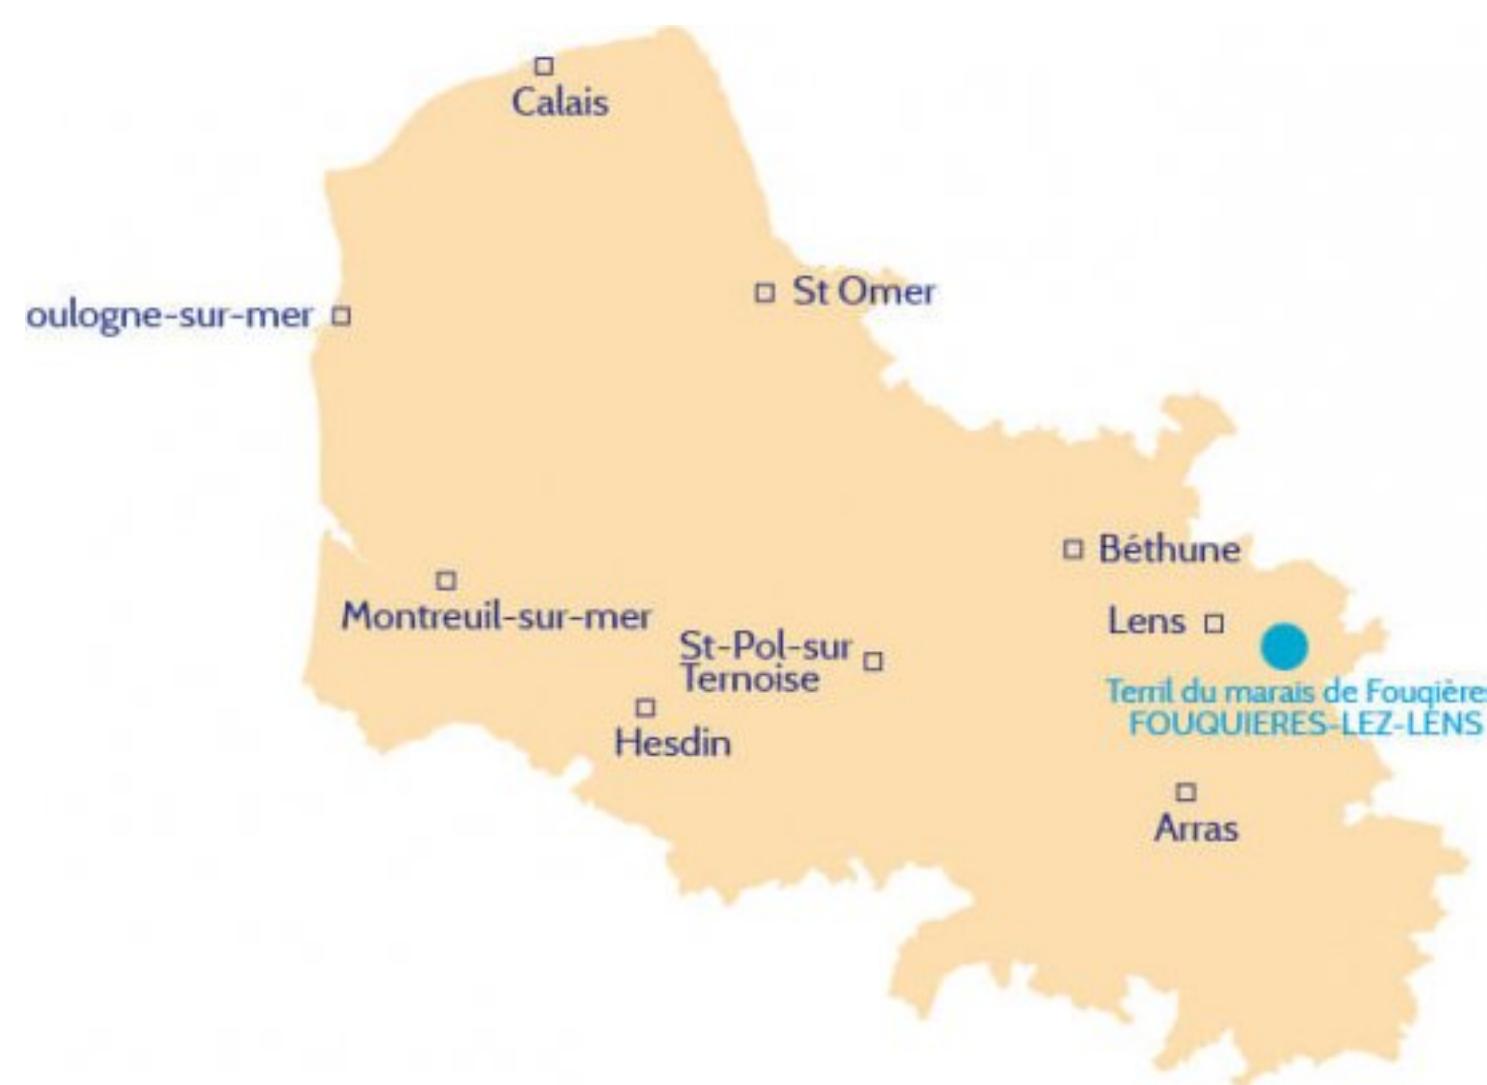 Calais
St Omer
oulogne-sur-mer
Béthune
Montreuil-sur-mer
Lens
St-Pol-sur
Ternoise
Terril du marais de Fouqière
FOUQUIERES-LEZ-LENS
Hesdin
Arras